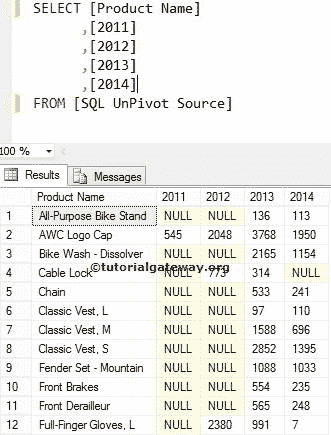 SELECT [Product Name]
,[2011]
,[2012]
,[2013]
,[2014]
FROM [SQL UnPivot Source]
100 %
Results Messages
Product Name 2011 2012 2013 2014
1 All-Purpose Bike Stand NULL NULL 136 113
2 AWC Logo Cap 545 2048 3768 1950
3 Bike Wash - Dissolver NULL NULL 2165 1154
©tutorialgateway.org
4 Cable Lock NULL 773 314 NULL
5 Chain NULL NULL 533 241
6 Classic Vest, L NULL NULL 97 110
7 Classic Vest, M NULL NULL 1588 696
8 Classic Vest, S NULL NULL 2852 1395
9 Fender Set - Mountain NULL NULL 1088 1033
10 Front Brakes NULL NULL 554 235
11 Front Derailleur NULL NULL 565 248
12 Full-Finger Gloves, L NULL 2380 991 7